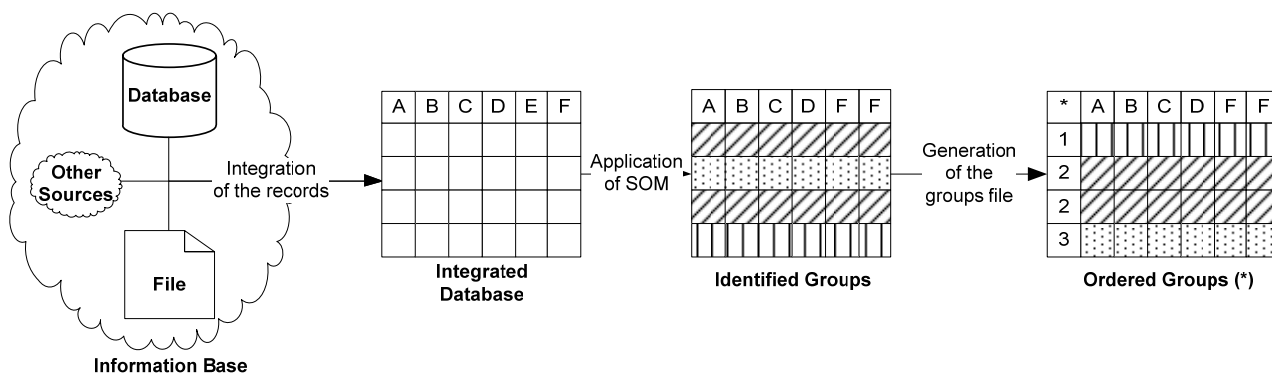 Database
Other
Sources
File
Information Base
Integration
of the records
A B C D E F
Integrated
Database
Application
of SOM
A B C D F F
Identified Groups
Generation
of the
groups file
* A B C D F F
1
2
2
3
Ordered Groups (*)